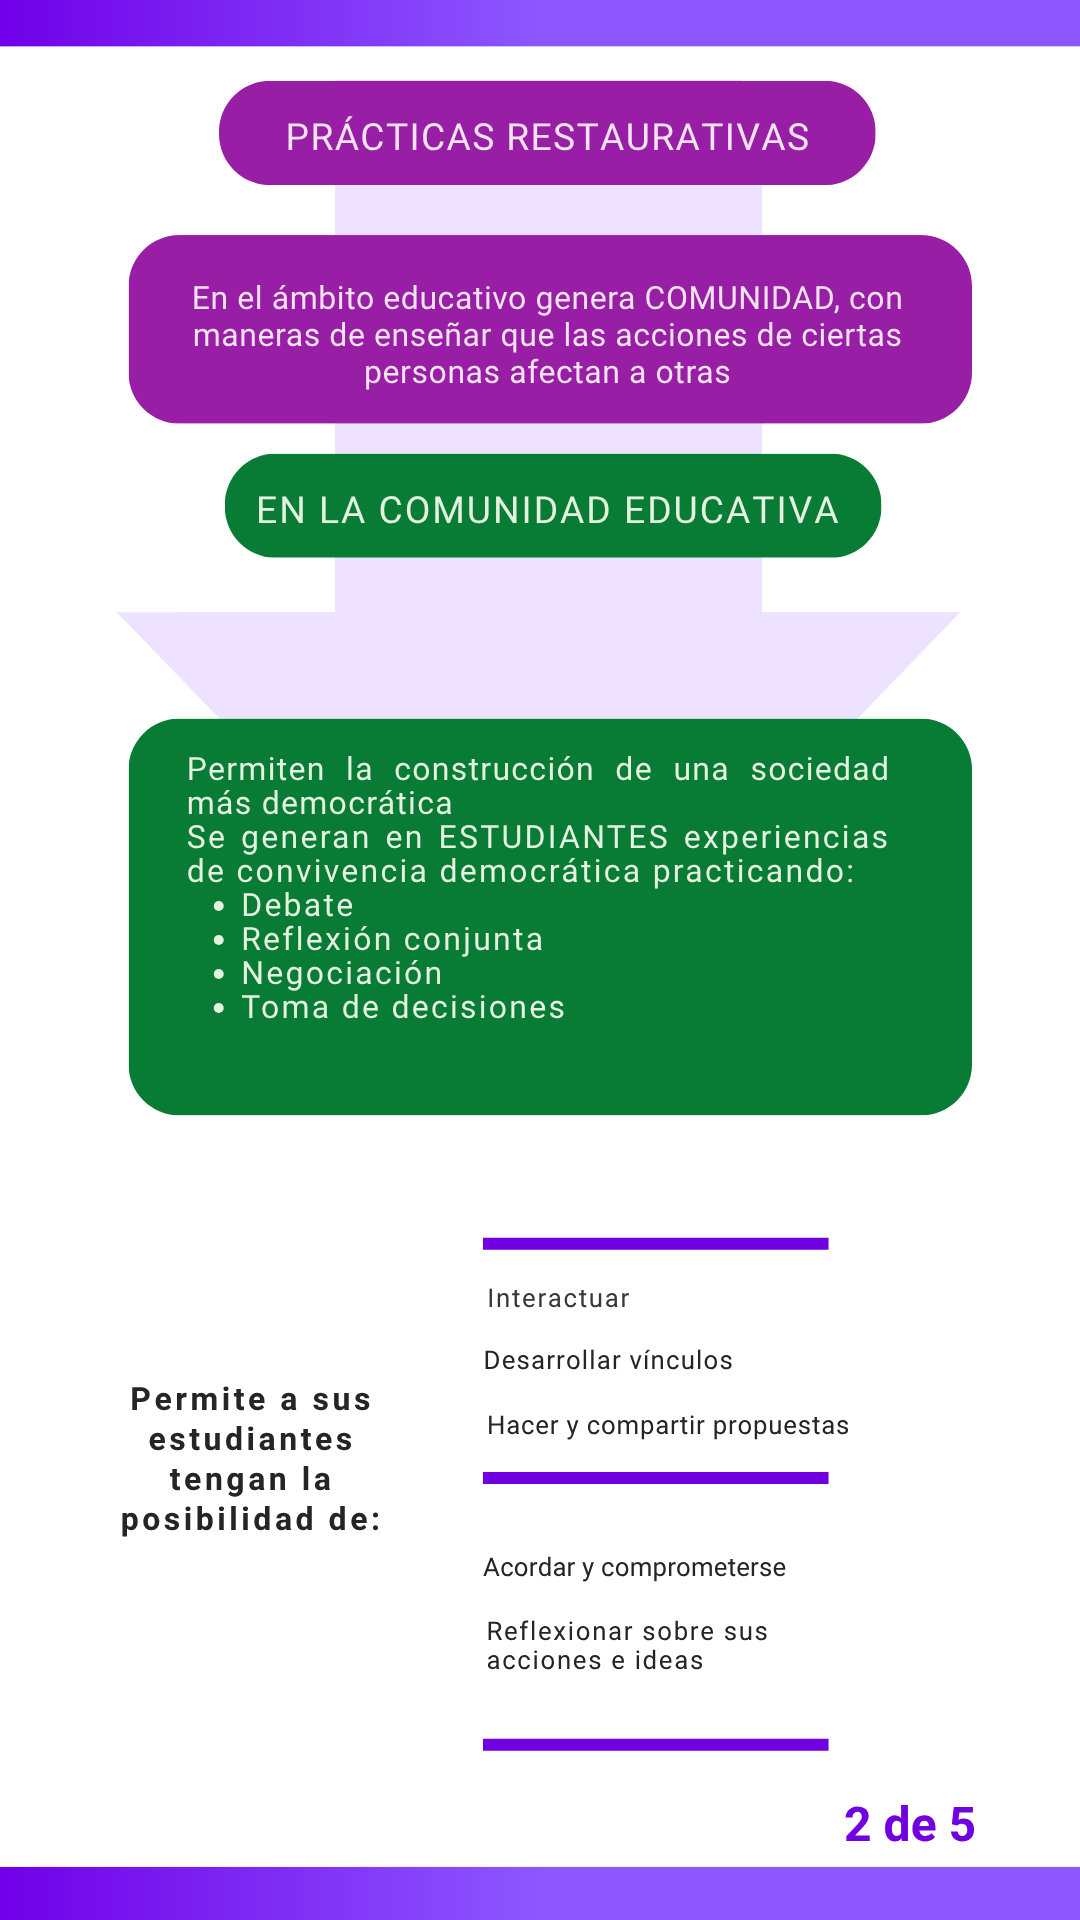 PRÁCTICAS RESTAURATIVAS
En el ámbito educativo genera COMUNIDAD, con
maneras de enseñar que las acciones de ciertas
personas afectan a otras
EN LA COMUNIDAD EDUCATIVA
Permiten la construcción de una sociedad
más democrática
Se generan en ESTUDIANTES experiencias
de convivencia democrática practicando:
• Debate
• Reflexión conjunta
• Negociación
• Toma de decisiones
Permite a sus
estudiantes
tengan la
posibilidad de:
Interactuar
Desarrollar vínculos
Hacer y compartir propuestas
Acordar y comprometerse
Reflexionar sobre sus
acciones e ideas
2 de 5